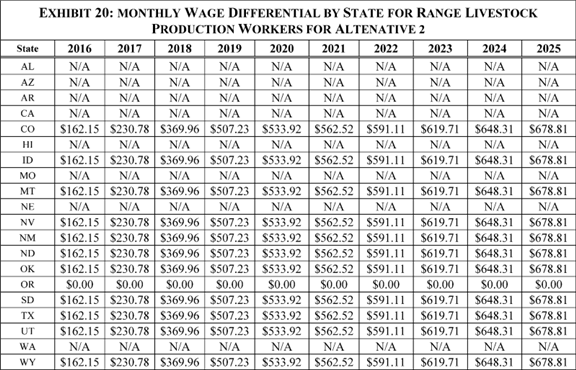 EXHIBIT 20: MONTHLY WAGE DIFFERENTIAL BY STATE FOR RANGE LIVESTOCK
PRODUCTION WORKERS FOR ALTENATIVE 2
State 2016 2017 2018 2019 2020 2021 2022 2023 2024 2025
AL N/A N/A N/A N/A N/A N/A N/A N/A N/A N/A
AZ N/A N/A N/A N/A N/A N/A N/A N/A N/A N/A
AR N/A N/A N/A N/A N/A N/A N/A N/A N/A N/A
CA N/A N/A N/A N/A N/A N/A N/A N/A N/A N/A
CO $162.15 $230.78 $369.96 $507.23 $533.92 $562.52 $591.11 $619.71 $648.31 $678.81
HI N/A N/A N/A N/A N/A N/A N/A N/A N/A N/A
ID $162.15 $230.78 $369.96 $507.23 $533.92 $562.52 $591.11 $619.71 $648.31 $678.81
MO N/A N/A N/A N/A N/A N/A N/A N/A N/A N/A
MT $162.15 $230.78 $369.96 $507.23 $533.92 $562.52 $591.11 $619.71 $648.31 $678.81
NE N/A N/A N/A N/A N/A N/A N/A N/A N/A N/A
NV $162.15 $230.78 $369.96 $507.23 $533.92 $562.52 $591.11 $619.71 $648.31 $678.81
NM $162.15 $230.78 $369.96 $507.23 $533.92 $562.52 $591.11 $619.71 $648.31 $678.81
ND $162.15 $230.78 $369.96 $507.23 $533.92 $562.52 $591.11 $619.71 $648.31 $678.81
OK $162.15 $230.78 $369.96 $507.23 $533.92 $562.52 $591.11 $619.71 $648.31 $678.81
OR $0.00 $0.00 $0.00 $0.00 $0.00 $0.00 $0.00 $0.00 $0.00 $0.00
SD $162.15 $230.78 $369.96 $507.23 $533.92 $562.52 $591.11 $619.71 $648.31 $678.81
TX $162.15 $230.78 $369.96 $507.23 $533.92 $562.52 $591.11 $619.71 $648.31 $678.81
UT $162.15 $230.78 $369.96 $507.23 $533.92 $562.52 $591.11 $619.71 $648.31 $678.81
WA N/A N/A N/A N/A N/A N/A N/A N/A N/A N/A
WY $162.15 $230.78 $369.96 $507.23 $533.92 $562.52 $591.11 $619.71 $648.31 $678.81